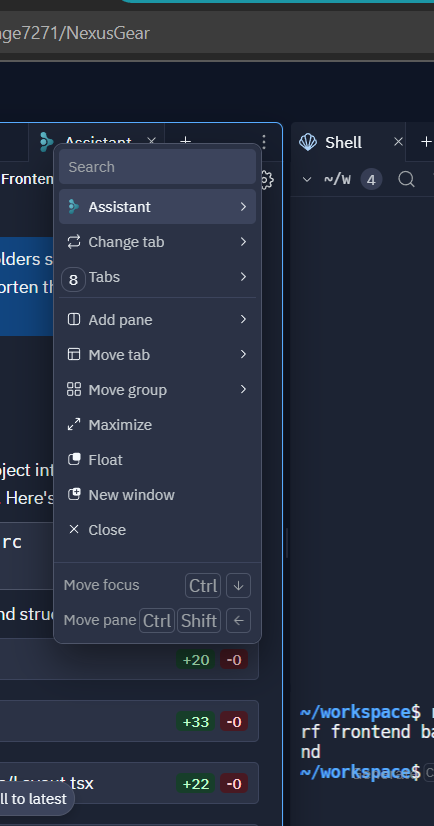 nge7271/NexusGear
Assistant
Shell
Fronten
~/w 4
Search
Assistant
Change tab
8 Tabs
Add pane
Move tab
Move group
Maximize
Float
New window
Close
Move focus Ctrl ↓
Move pane Ctrl Shift ←
olders s
orten th
oject int
. Here's
rc
nd struc
+20 -0
+33 -0
/Layout.tsx +22 -0
ll to latest
~/workspace$ r
rf frontend ba
nd
~/workspace$